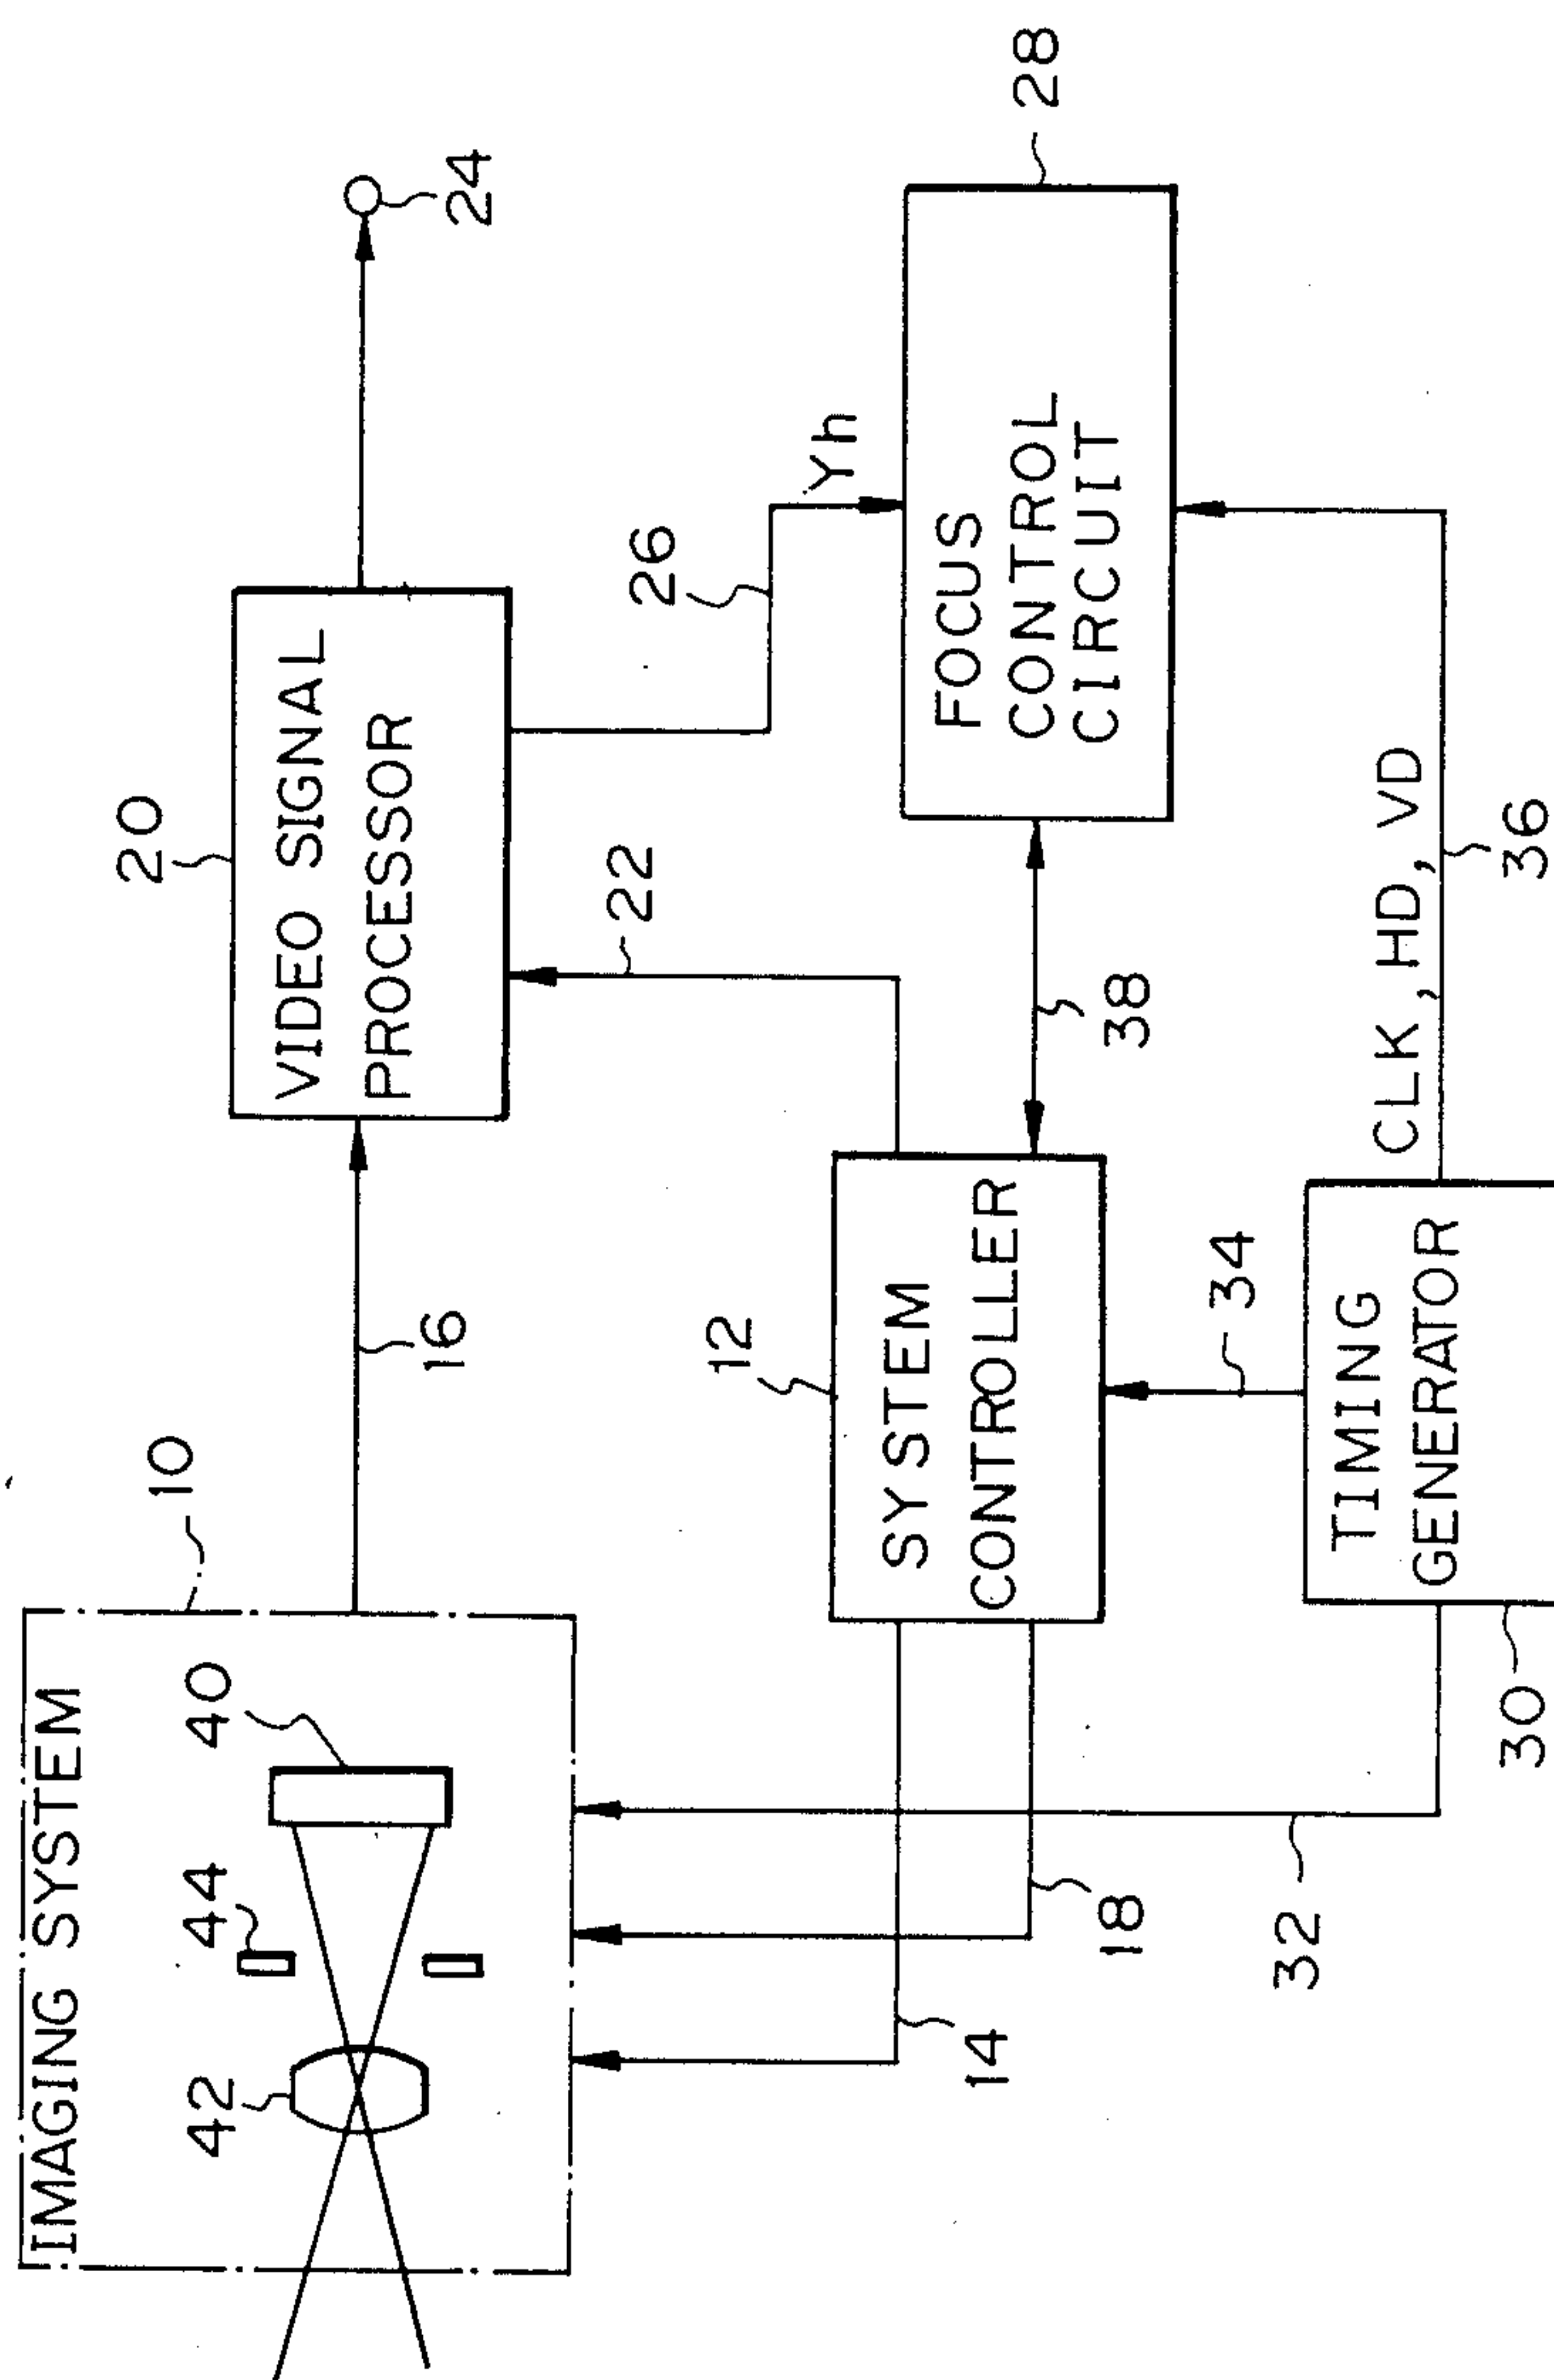 IMAGING SYSTEM
10
42
44
40
16
20
VIDEO SIGNAL
PROCESSOR
24
22
26
Yh
12
SYSTEM
CONTROLLER
14
18
38
28
FOCUS
CONTROL
CIRCUIT
32
34
30
TIMING
GENERATOR
CLK, HD, VD
36